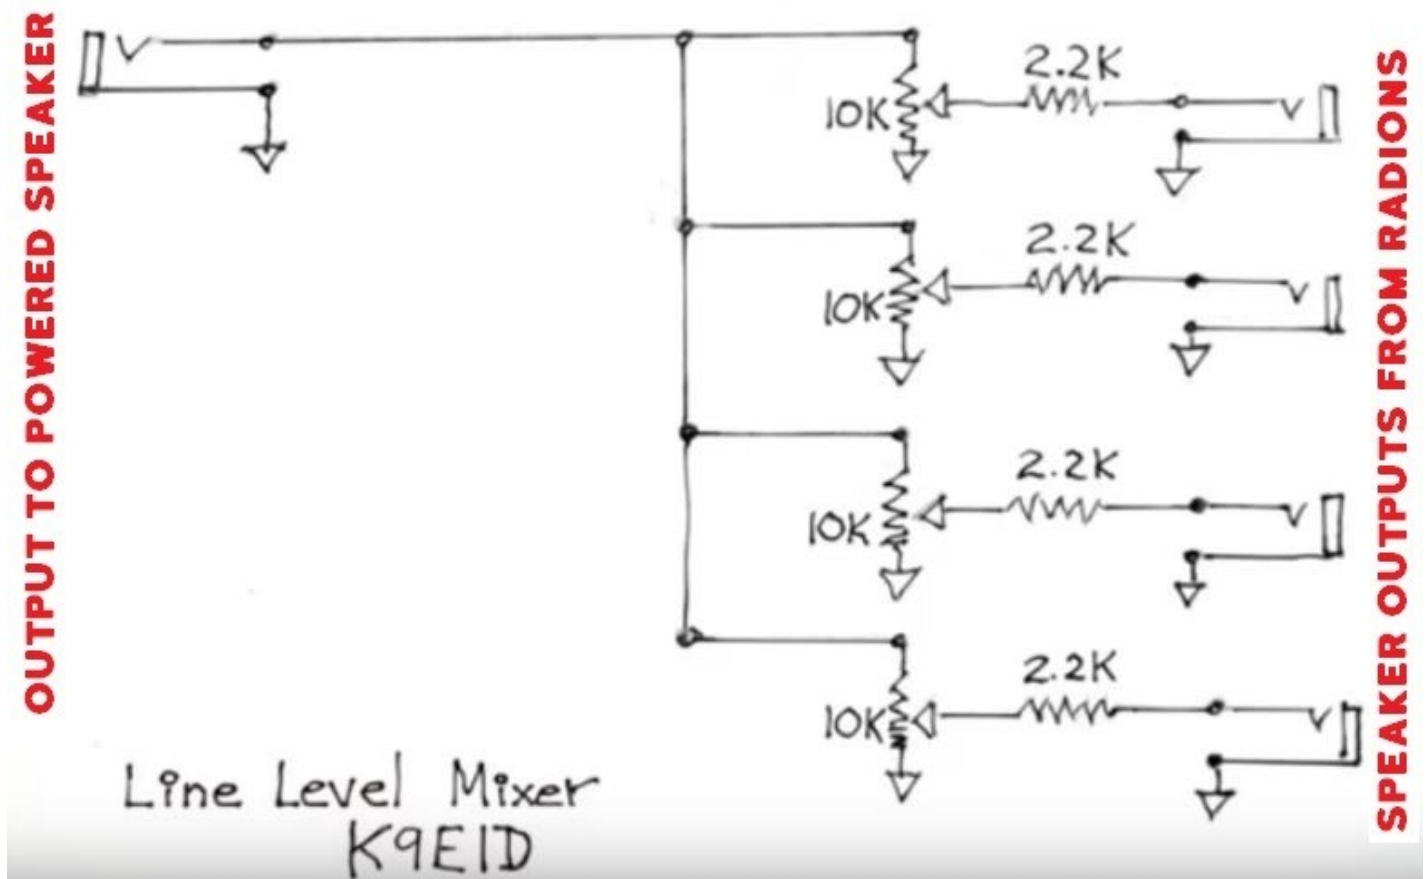 OUTPUT TO POWERED SPEAKER
2.2K
10K
2.2K
10K
2.2K
10K
2.2K
10K
SPEAKER OUTPUTS FROM RADIONS
Line Level Mixer
K9EID